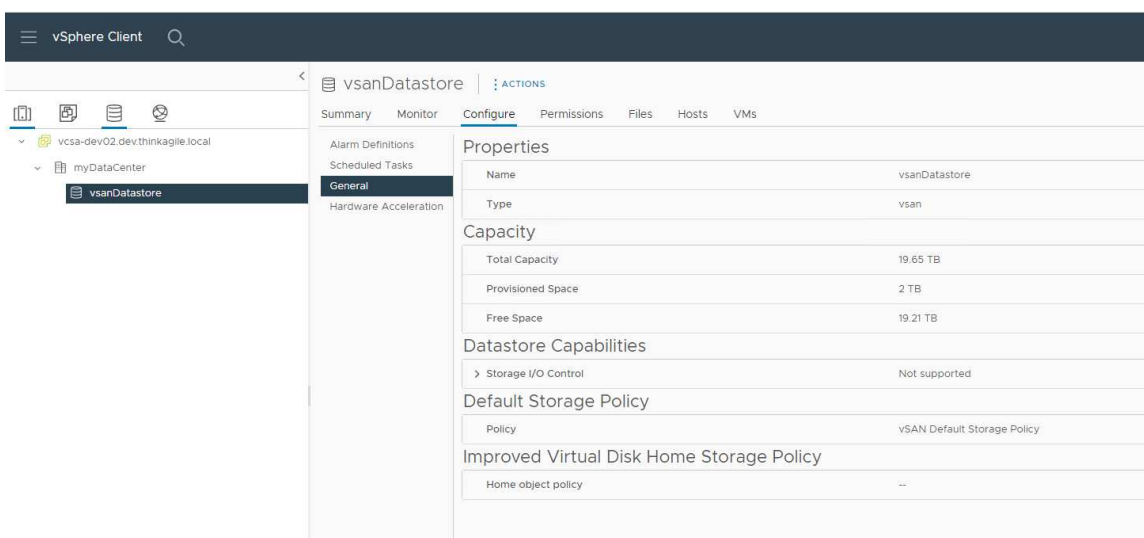 vSphere Client
vsanDatastore ACTIONS
Summary Monitor Configure Permissions Files Hosts VMs
vcsa-dev02.dev.thinkagile.local
myDataCenter
vsanDatastore
Alarm Definitions
Scheduled Tasks
General
Hardware Acceleration
Properties
Name vsanDatastore
Type vsan
Capacity
Total Capacity 19.65 TB
Provisioned Space 2 TB
Free Space 19.21 TB
Datastore Capabilities
Storage I/O Control Not supported
Default Storage Policy
Policy vSAN Default Storage Policy
Improved Virtual Disk Home Storage Policy
Home object policy --